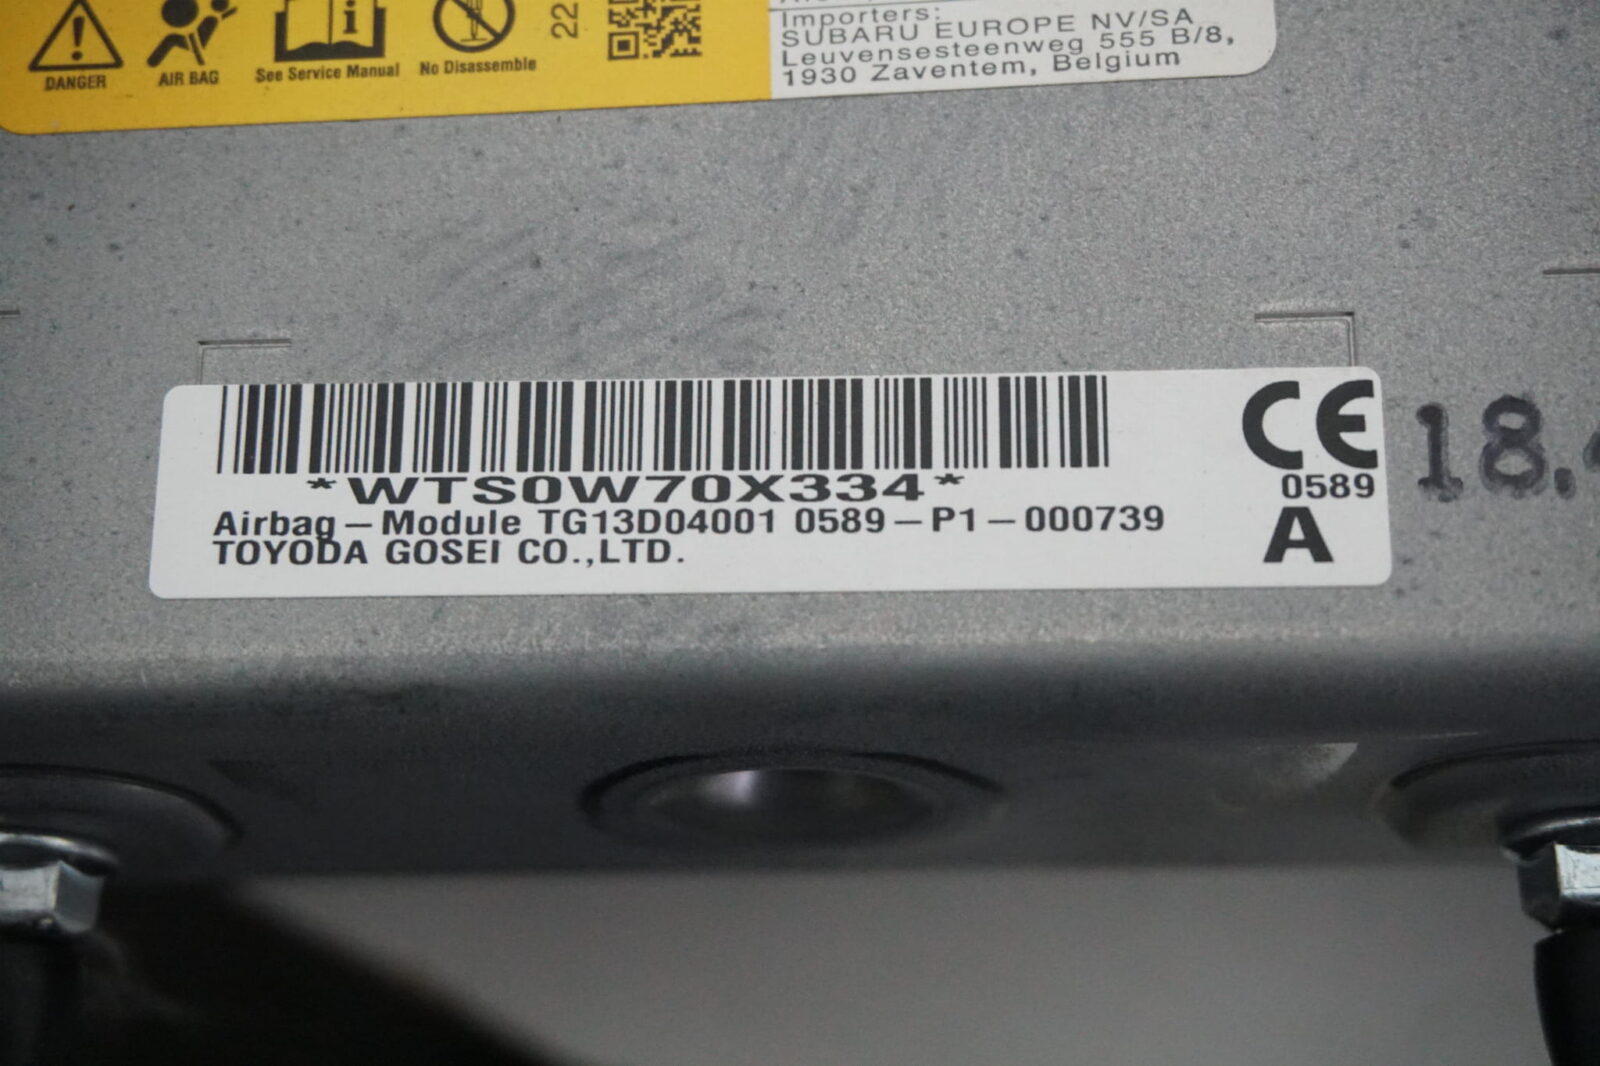 DANGER
AIR BAG
See Service Manual
No Disassemble
22
Importers:
SUBARU EUROPE NV/SA
Leuvensesteenweg 555 B/8,
1930 Zaventem, Belgium
*WTS0W70X334*
Airbag-Module TG13D04001 0589-P1-000739
TOYODA GOSEI CO.,LTD.
CE
0589
A
18.